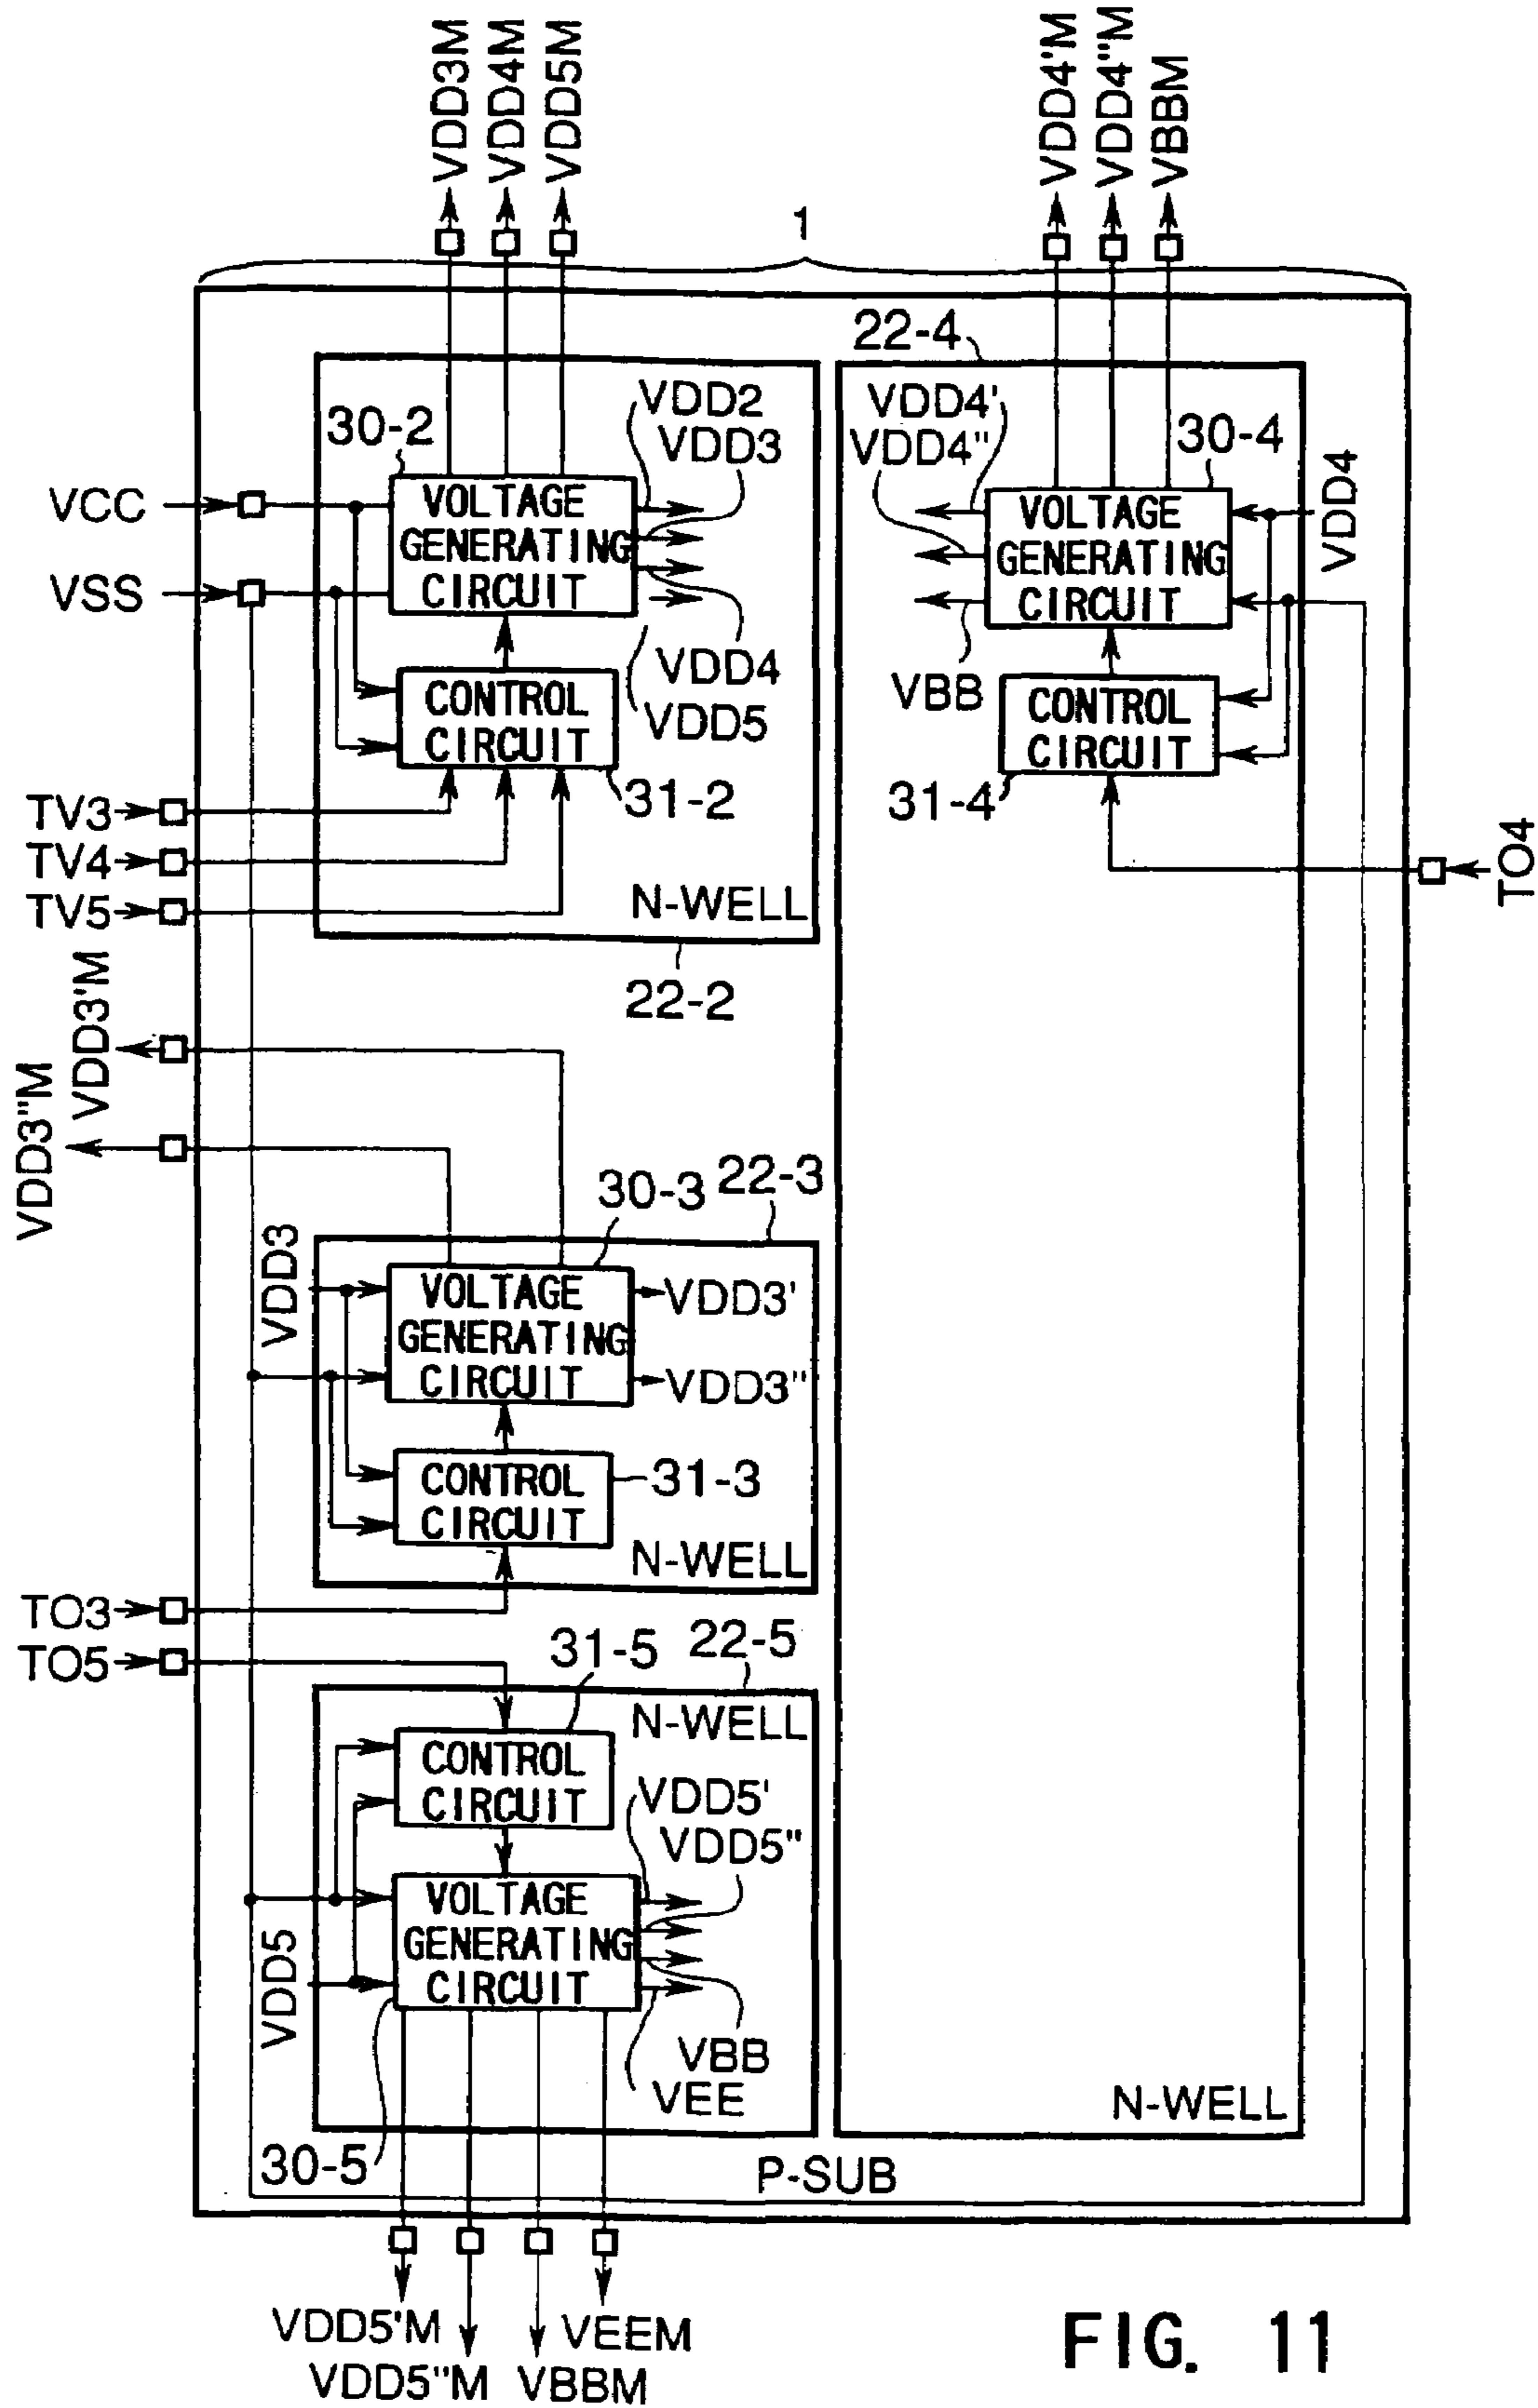 VDD3M
VDD4M
VDD5M
VDD4'M
VDD4"M
VBBM
1
22-4
30-2
VDD2
VDD3
VDD4'
VDD4"
30-4
VCC
VSS
VOLTAGE
GENERATING
CIRCUIT
VOLTAGE
GENERATING
CIRCUIT
VDD4
VDD4
VDD5
VBB
CONTROL
CIRCUIT
CONTROL
CIRCUIT
31-2
31-4
TV3
TV4
TV5
TO4
N-WELL
22-2
VDD3'M
VDD3"M
30-3
22-3
VDD3
VOLTAGE
GENERATING
CIRCUIT
VDD3'
VDD3"
CONTROL
CIRCUIT
31-3
N-WELL
TO3
TO5
31-5
22-5
N-WELL
CONTROL
CIRCUIT
VDD5'
VDD5"
VOLTAGE
GENERATING
CIRCUIT
VDD5
VBB
VEE
N-WELL
30-5
P-SUB
VDD5'M
VEEM
VDD5"M
VBBM
FIG. 11